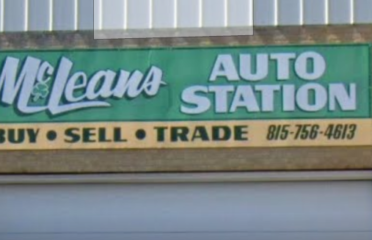 McLeans AUTO STATION
BUY • SELL • TRADE 815-756-4613